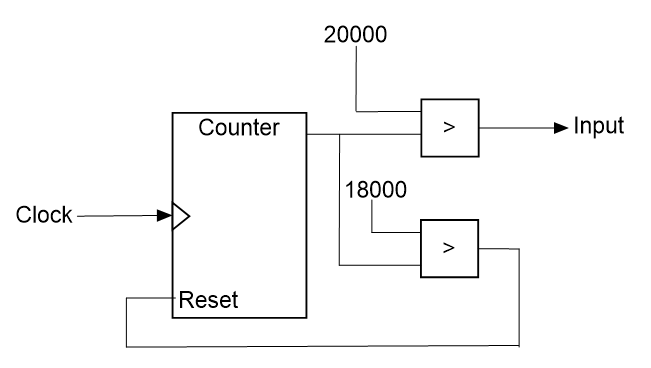 20000
Counter
>
Input
18000
Clock
>
Reset